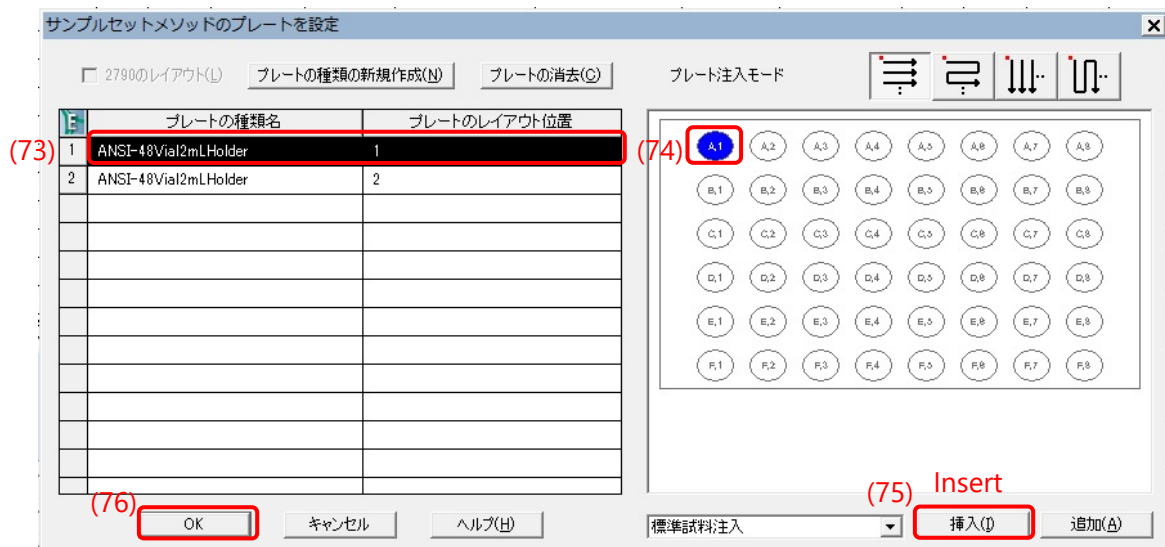 サンプルセットメソッドのプレートを設定
2790のレイアウト(L) プレートの種類の新規作成(N) プレートの消去(C) プレート注入モード
プレートの種類名 プレートのレイアウト位置
(73) 1 ANSI-48Vial2mLHolder 1
2 ANSI-48Vial2mLHolder 2
(74) A,1 A,2 A,3 A,4 A,5 A,6 A,7 A,8
B,1 B,2 B,3 B,4 B,5 B,6 B,7 B,8
C,1 C,2 C,3 C,4 C,5 C,6 C,7 C,8
D,1 D,2 D,3 D,4 D,5 D,6 D,7 D,8
E,1 E,2 E,3 E,4 E,5 E,6 E,7 E,8
F,1 F,2 F,3 F,4 F,5 F,6 F,7 F,8
(76) (75) Insert
OK キャンセル ヘルプ(H) 標準試料注入 挿入(I) 追加(A)